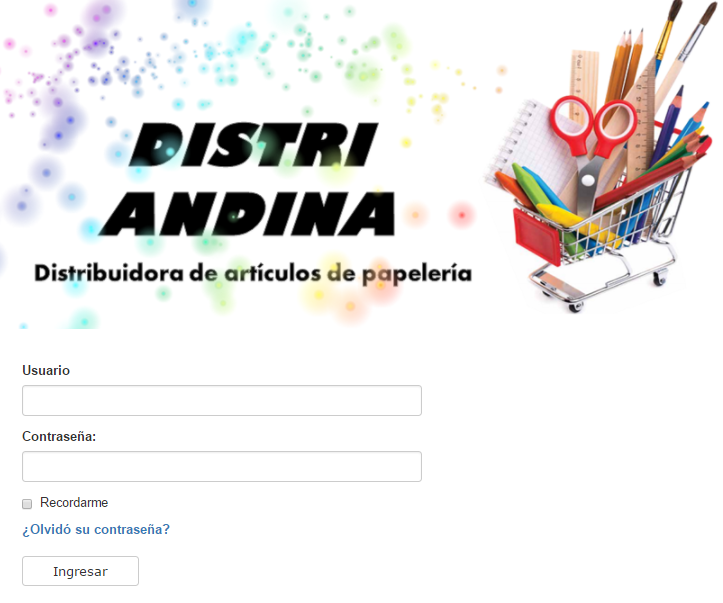 DISTRI
ANDINA
Distribuidora de artículos de papelería
Usuario
Contraseña:
Recordarme
¿Olvidó su contraseña?
Ingresar